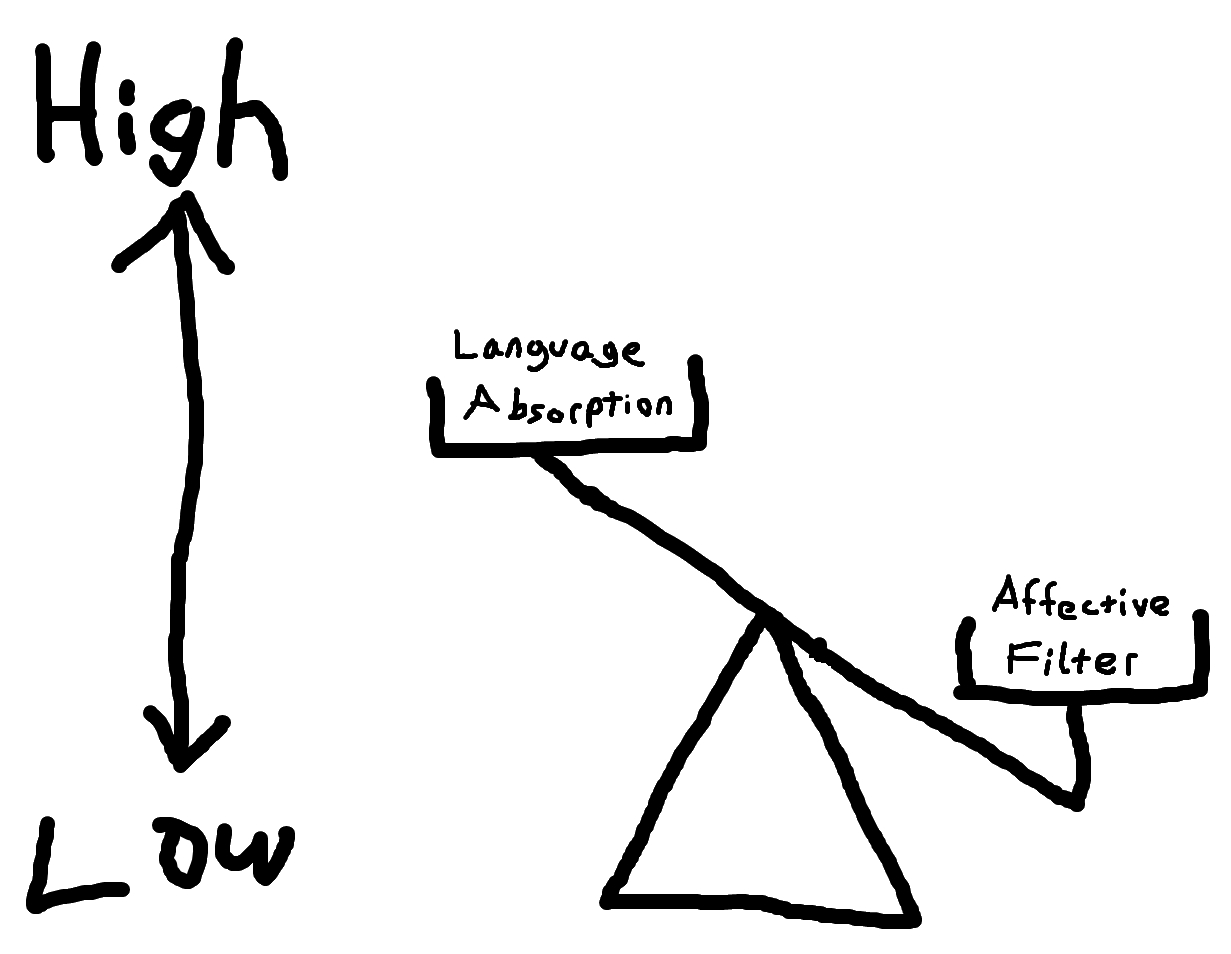 High
Language
Absorption
Affective
Filter
Low